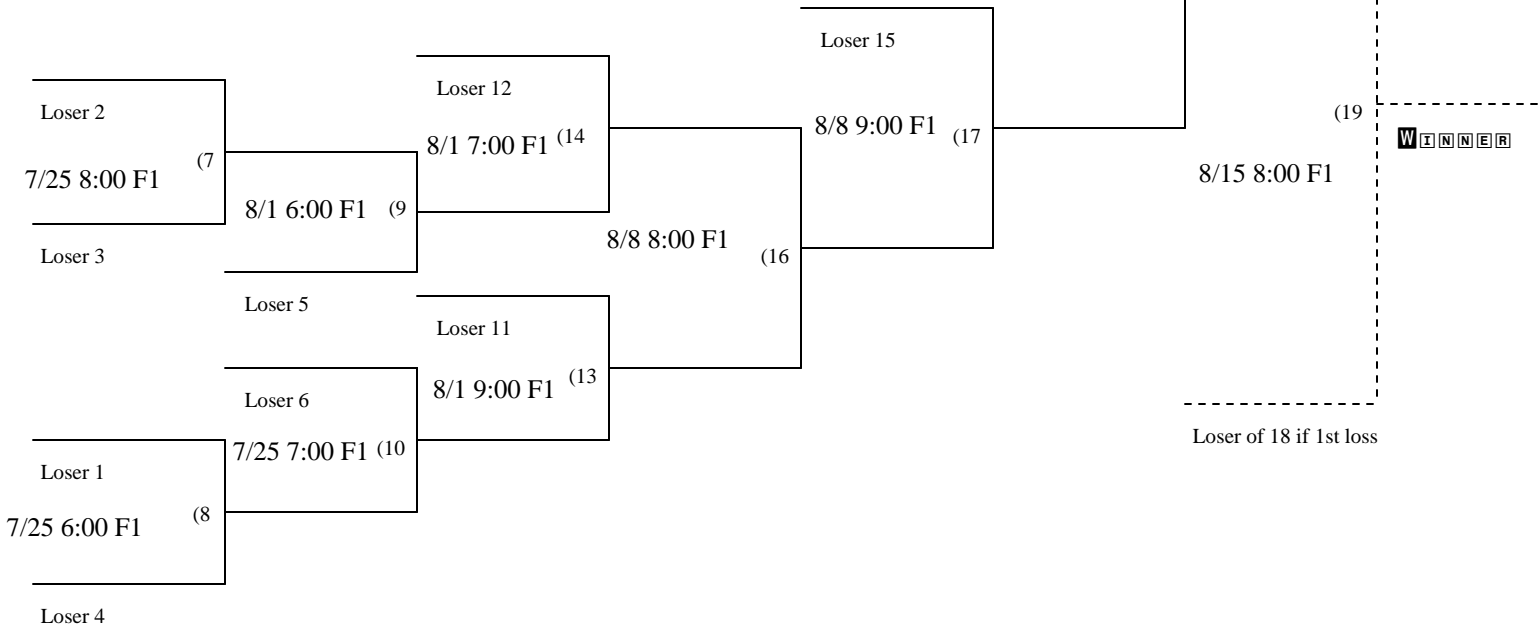 Loser 15
Loser 12
Loser 2
8/8 9:00 F1 (17
(19
8/1 7:00 F1 (14
WINNER
(7
7/25 8:00 F1
8/15 8:00 F1
8/1 6:00 F1 (9
8/8 8:00 F1
Loser 3
(16
Loser 5
Loser 11
(13
8/1 9:00 F1
Loser 6
Loser of 18 if 1st loss
7/25 7:00 F1 (10
Loser 1
(8
7/25 6:00 F1
Loser 4